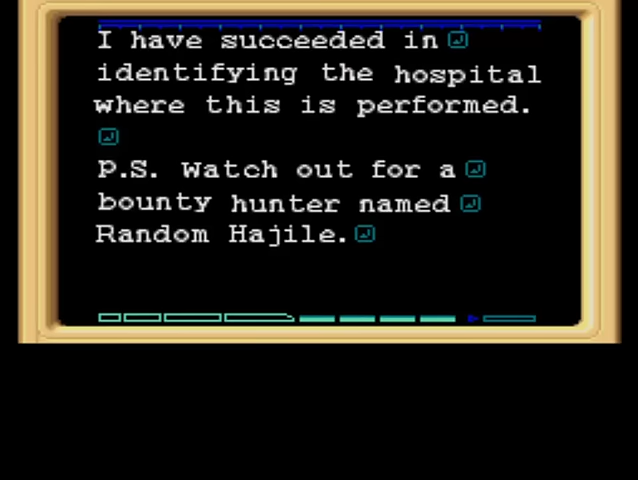 I have succeeded in
identifying the hospital
where this is performed.
P.S. Watch out for a
bounty hunter named
Random Hajile.